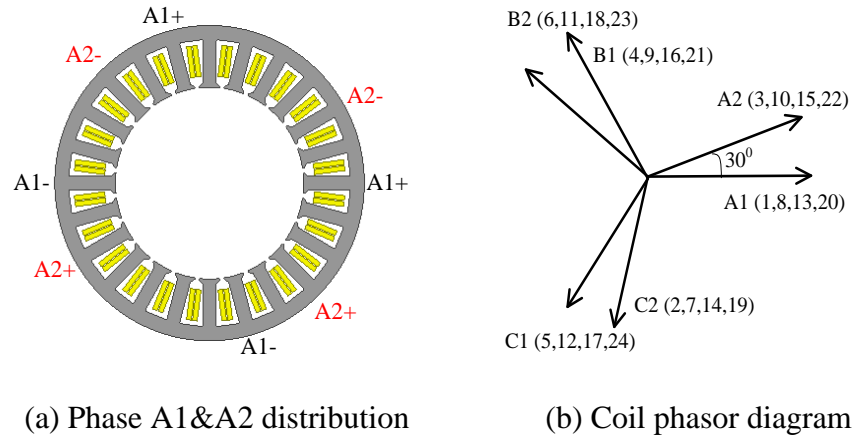 A1+
A2-
A2-
A1-
A1+
A2+
A2+
A1-
B2 (6,11,18,23)
B1 (4,9,16,21)
A2 (3,10,15,22)
30⁰
A1 (1,8,13,20)
C2 (2,7,14,19)
C1 (5,12,17,24)
(a) Phase A1&A2 distribution
(b) Coil phasor diagram